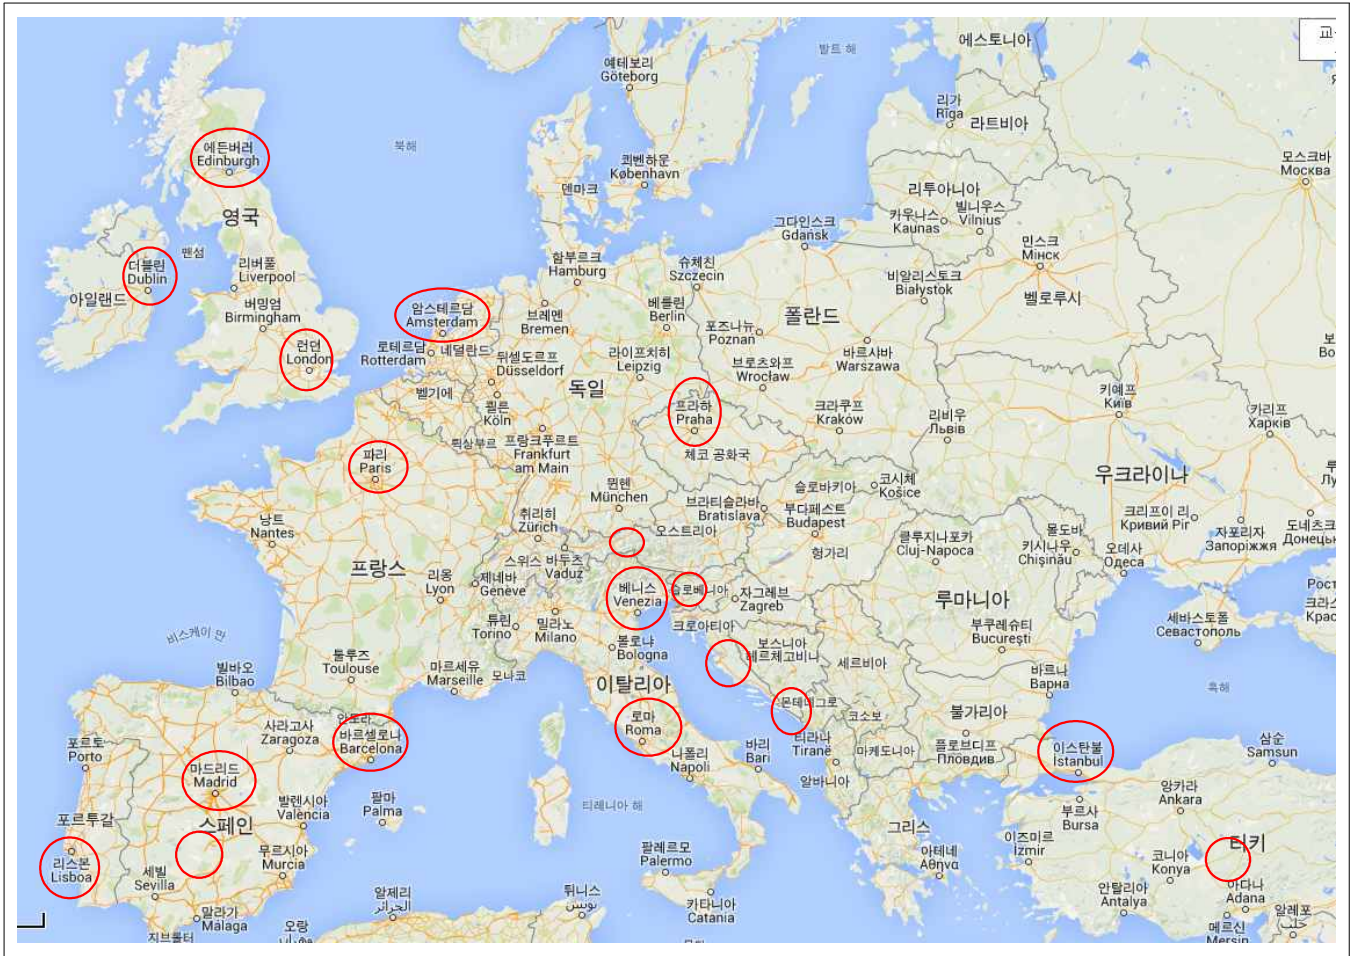 교
에스토니아
발트 해
예테보리
Göteborg
리가
Rīga
라트비아
에든버러
Edinburgh
북해
쾨벤하운
København
덴마크
모스크바
Москва
리투아니아
영국
카우나스
Kaunas
빌니우스
Vilnius
그다인스크
Gdańsk
민스크
Мінск
맨섬
더블린
Dublin
아일랜드
리버풀
Liverpool
함부르크
Hamburg
슈체친
Szczecin
비알리스토크
Białystok
벨로루시
버밍엄
Birmingham
암스테르담
Amsterdam
브레멘
Bremen
베를린
Berlin
포즈나뉴
Poznań
폴란드
런던
London
로테르담
Rotterdam
네덜란드
뒤셀도르프
Düsseldorf
라이프치히
Leipzig
브로츠와프
Wrocław
바르샤바
Warszawa
벨기에
독일
쾰른
Köln
프라하
Praha
크라쿠프
Kraków
리비우
Львів
키예프
Київ
카리프
Харків
파리
Paris
룩상부르
프랑크푸르트
Frankfurt
am Main
체코 공화국
우크라이나
뮌헨
München
슬로바키아
코시체
Košice
브라티슬라바
Bratislava
부다페스트
Budapest
낭트
Nantes
취리히
Zürich
오스트리아
크리프이 리
Кривий Ріг
자포리자
Запоріжжя
도네츠크
Донецьк
스위스
바두츠
Vaduz
헝가리
클루지나포카
Cluj-Napoca
몰도바
키시나우
Chișinău
오데사
Одеса
프랑스
리옹
Lyon
제네바
Genève
베니스
Venezia
슬로베니아
자그레브
Zagreb
루마니아
튜린
Torino
밀라노
Milano
크로아티아
부쿠레슈티
București
세바스토폴
Севастополь
비스케이 만
볼로냐
Bologna
보스니아
헤르체고비나
세르비아
빌바오
Bilbao
툴루즈
Toulouse
마르세유
Marseille
모나코
바르나
Варна
흑해
이탈리아
몬테네그로
코소보
불가리아
안도라
사라고사
Zaragoza
바르셀로나
Barcelona
로마
Roma
포르토
Porto
나폴리
Napoli
바리
Bari
티라나
Tiranë
마케도니아
플로브디프
Пловдив
이스탄불
İstanbul
삼순
Samsun
마드리드
Madrid
알바니아
앙카라
Ankara
발렌시아
València
팔마
Palma
티레니아 해
부르사
Bursa
포르투갈
스페인
그리스
이즈미르
İzmir
터키
리스본
Lisboa
세빌
Sevilla
무르시아
Murcia
팔레르모
Palermo
아테네
Αθήνα
코니아
Konya
알제리
الجزائر
튀니스
تونس
카타니아
Catania
안탈리아
Antalya
아다나
Adana
말라가
Málaga
지브롤터
오랑
وهران
메르신
Mersin
알레포
حلب